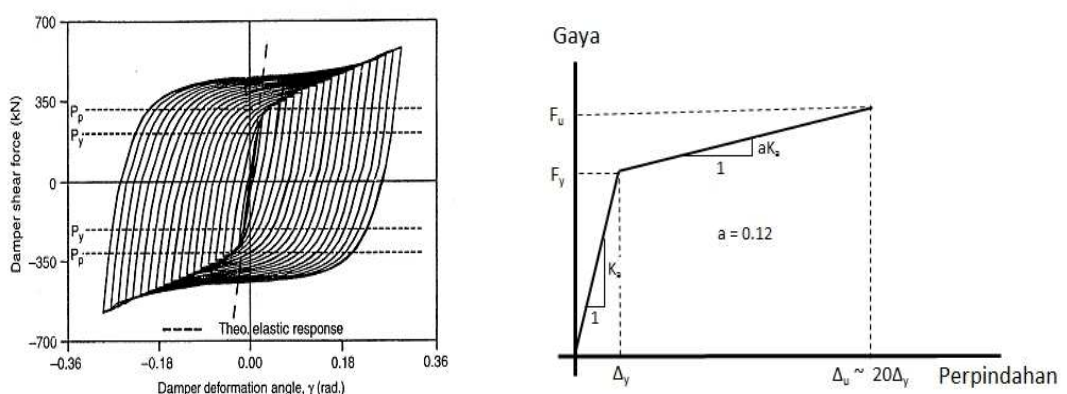 700
350
0
-350
-700
Damper shear force (kN)
Pp
Py
Py
Pp
Theo. elastic response
-0.36
-0.18
0.00
0.18
0.36
Damper deformation angle, γ (rad.)
Gaya
Fu
Fy
aKa
1
a = 0.12
Ka
1
Δy
Δu ~ 20Δy
Perpindahan